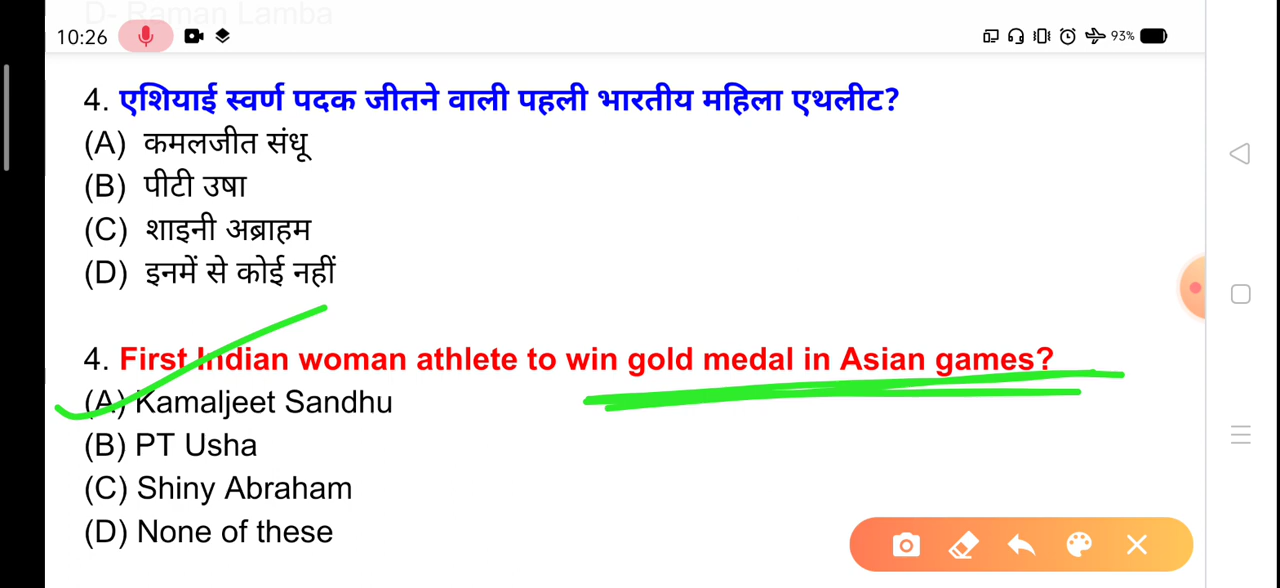 D- Raman Lamba
10:26
93%
4. एशियाई स्वर्ण पदक जीतने वाली पहली भारतीय महिला एथलीट?
(A) कमलजीत संधू
(B) पीटी उषा
(C) शाइनी अब्राहम
(D) इनमें से कोई नहीं
4. First Indian woman athlete to win gold medal in Asian games?
(A) Kamaljeet Sandhu
(B) PT Usha
(C) Shiny Abraham
(D) None of these